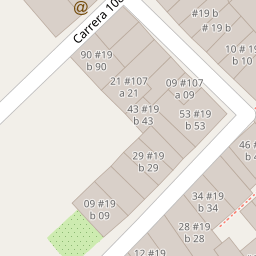 Carrera 10
#19 b
# 19 b
10 # 19
b 10
90 #19
b 90
21 #107
a 21
09 #107
a 09
43 #19
b 43
53 #19
b 53
46 #
29 #19
b 29
34 #19
b 34
09 #19
b 09
28 #19
b 28
12 #19